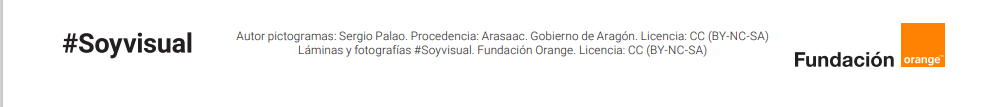 #Soyvisual
Autor pictogramas: Sergio Palao. Procedencia: Arasaac. Gobierno de Aragón. Licencia: CC (BY-NC-SA)
Láminas y fotografías #Soyvisual. Fundación Orange. Licencia: CC (BY-NC-SA)
Fundación
orange™